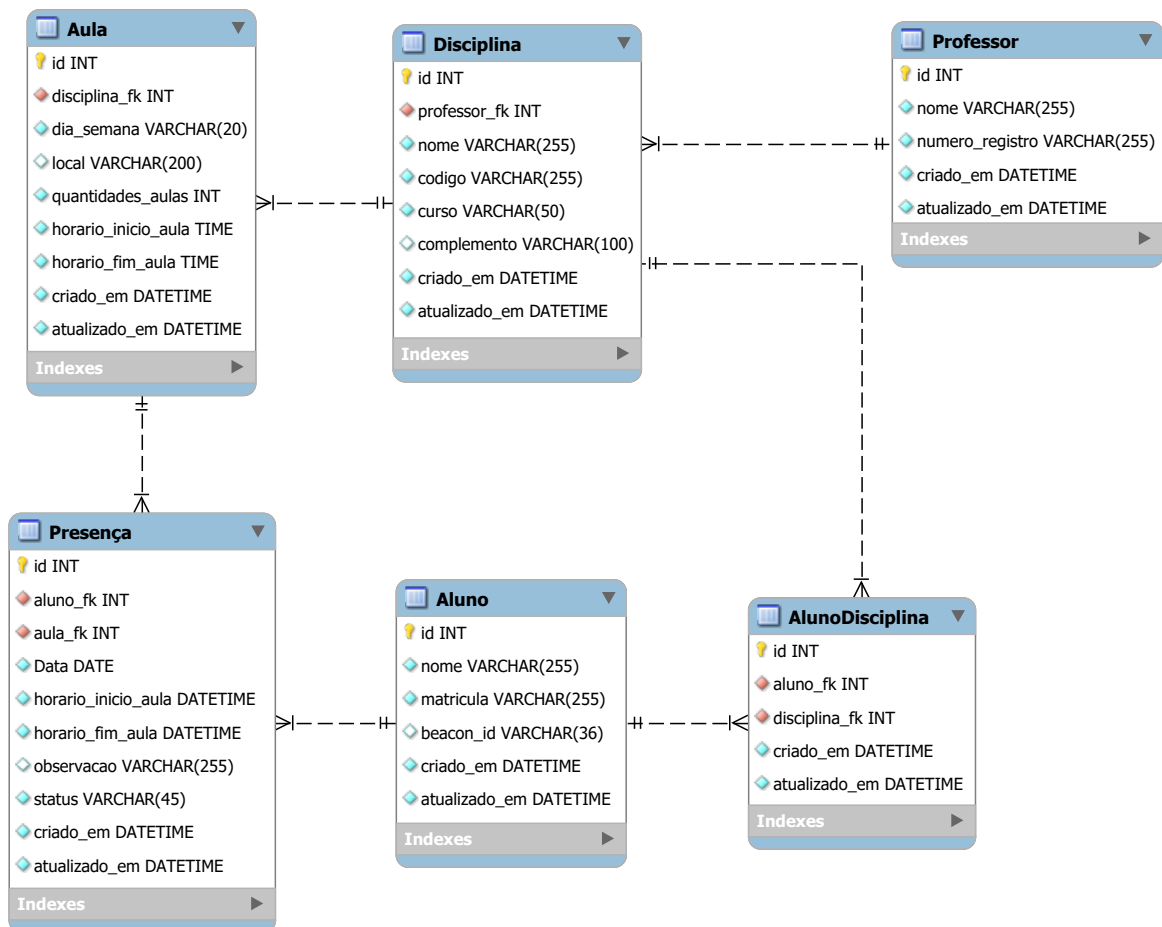 Aula
id INT
disciplina_fk INT
dia_semana VARCHAR(20)
local VARCHAR(200)
quantidades_aulas INT
horario_inicio_aula TIME
horario_fim_aula TIME
criado_em DATETIME
atualizado_em DATETIME
Indexes
Disciplina
id INT
professor_fk INT
nome VARCHAR(255)
codigo VARCHAR(255)
curso VARCHAR(50)
complemento VARCHAR(100)
criado_em DATETIME
atualizado_em DATETIME
Indexes
Professor
id INT
nome VARCHAR(255)
numero_registro VARCHAR(255)
criado_em DATETIME
atualizado_em DATETIME
Indexes
Presença
id INT
aluno_fk INT
aula_fk INT
Data DATE
horario_inicio_aula DATETIME
horario_fim_aula DATETIME
observacao VARCHAR(255)
status VARCHAR(45)
criado_em DATETIME
atualizado_em DATETIME
Indexes
Aluno
id INT
nome VARCHAR(255)
matricula VARCHAR(255)
beacon_id VARCHAR(36)
criado_em DATETIME
atualizado_em DATETIME
Indexes
AlunoDisciplina
id INT
aluno_fk INT
disciplina_fk INT
criado_em DATETIME
atualizado_em DATETIME
Indexes